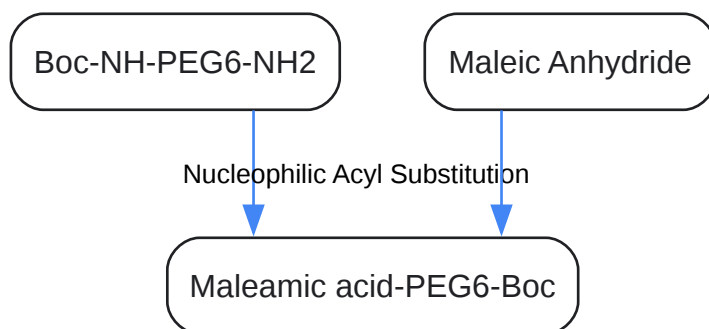 Boc-NH-PEG6-NH2
Maleic Anhydride
Nucleophilic Acyl Substitution
Maleamic acid-PEG6-Boc